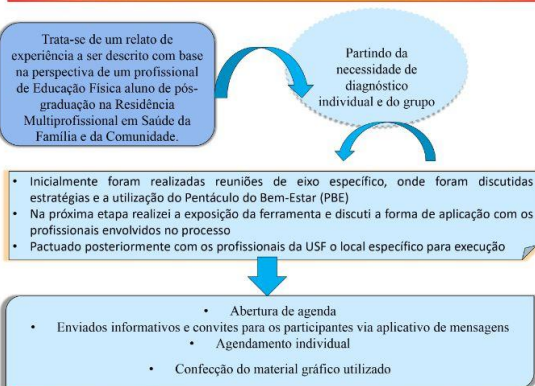 Trata-se de um relato de
experiência a ser descrito com base
na perspectiva de um profissional
de Educação Física aluno de pós-
graduação na Residência
Multiprofissional em Saúde da
Família e da Comunidade.
Partindo da
necessidade de
diagnóstico
individual e do grupo
• Inicialmente foram realizadas reuniões de eixo específico, onde foram discutidas
estratégias e a utilização do Pentáculo do Bem-Estar (PBE)
• Na próxima etapa realizei a exposição da ferramenta e discuti a forma de aplicação com os
profissionais envolvidos no processo
• Pactuado posteriormente com os profissionais da USF o local específico para execução
• Abertura de agenda
• Enviados informativos e convites para os participantes via aplicativo de mensagens
• Agendamento individual
• Confecção do material gráfico utilizado